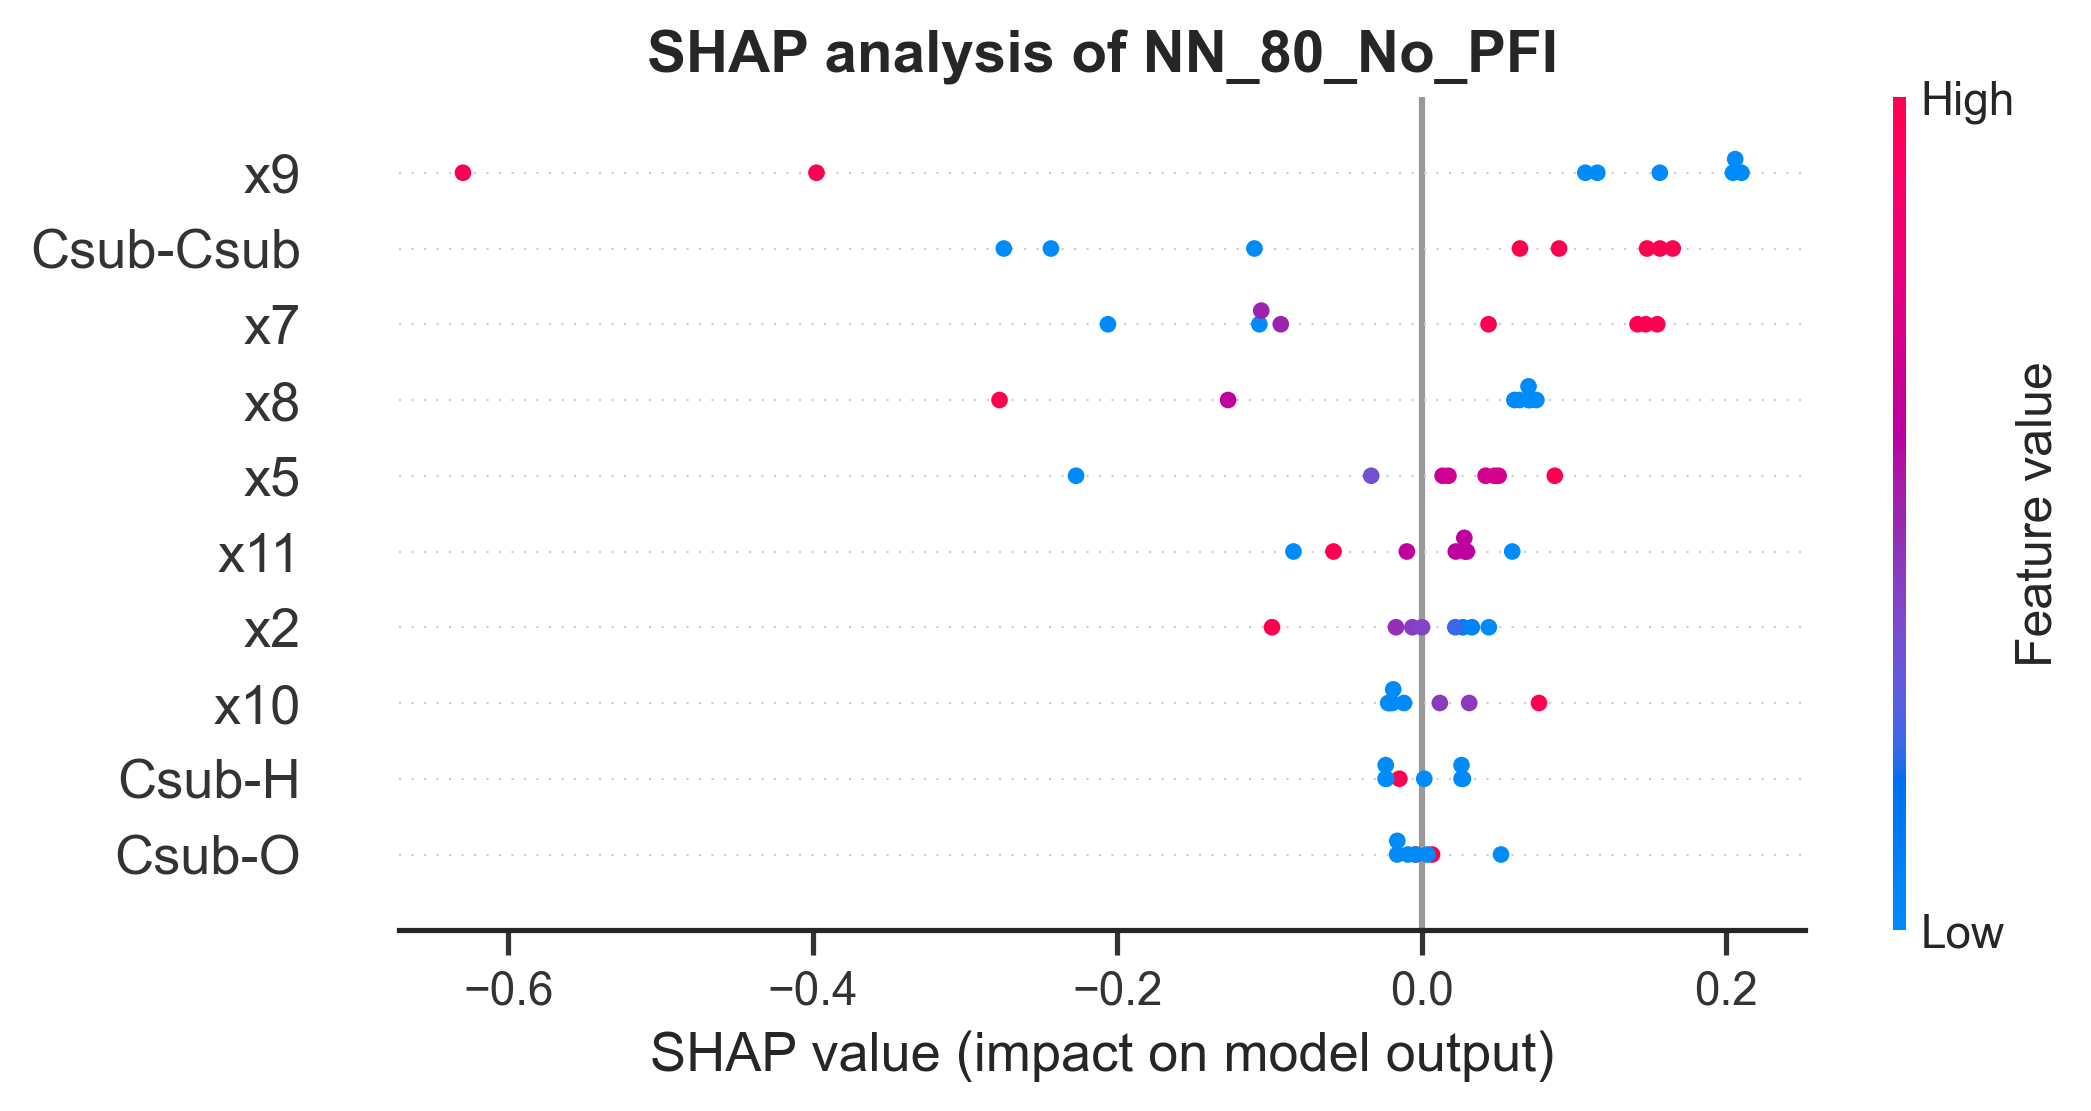 SHAP analysis of NN_80_No_PFI
High
x9
Csub-Csub
x7
x8
x5
x11
x2
x10
Csub-H
Csub-O
Feature value
Low
−0.6
−0.4
−0.2
0.0
0.2
SHAP value (impact on model output)